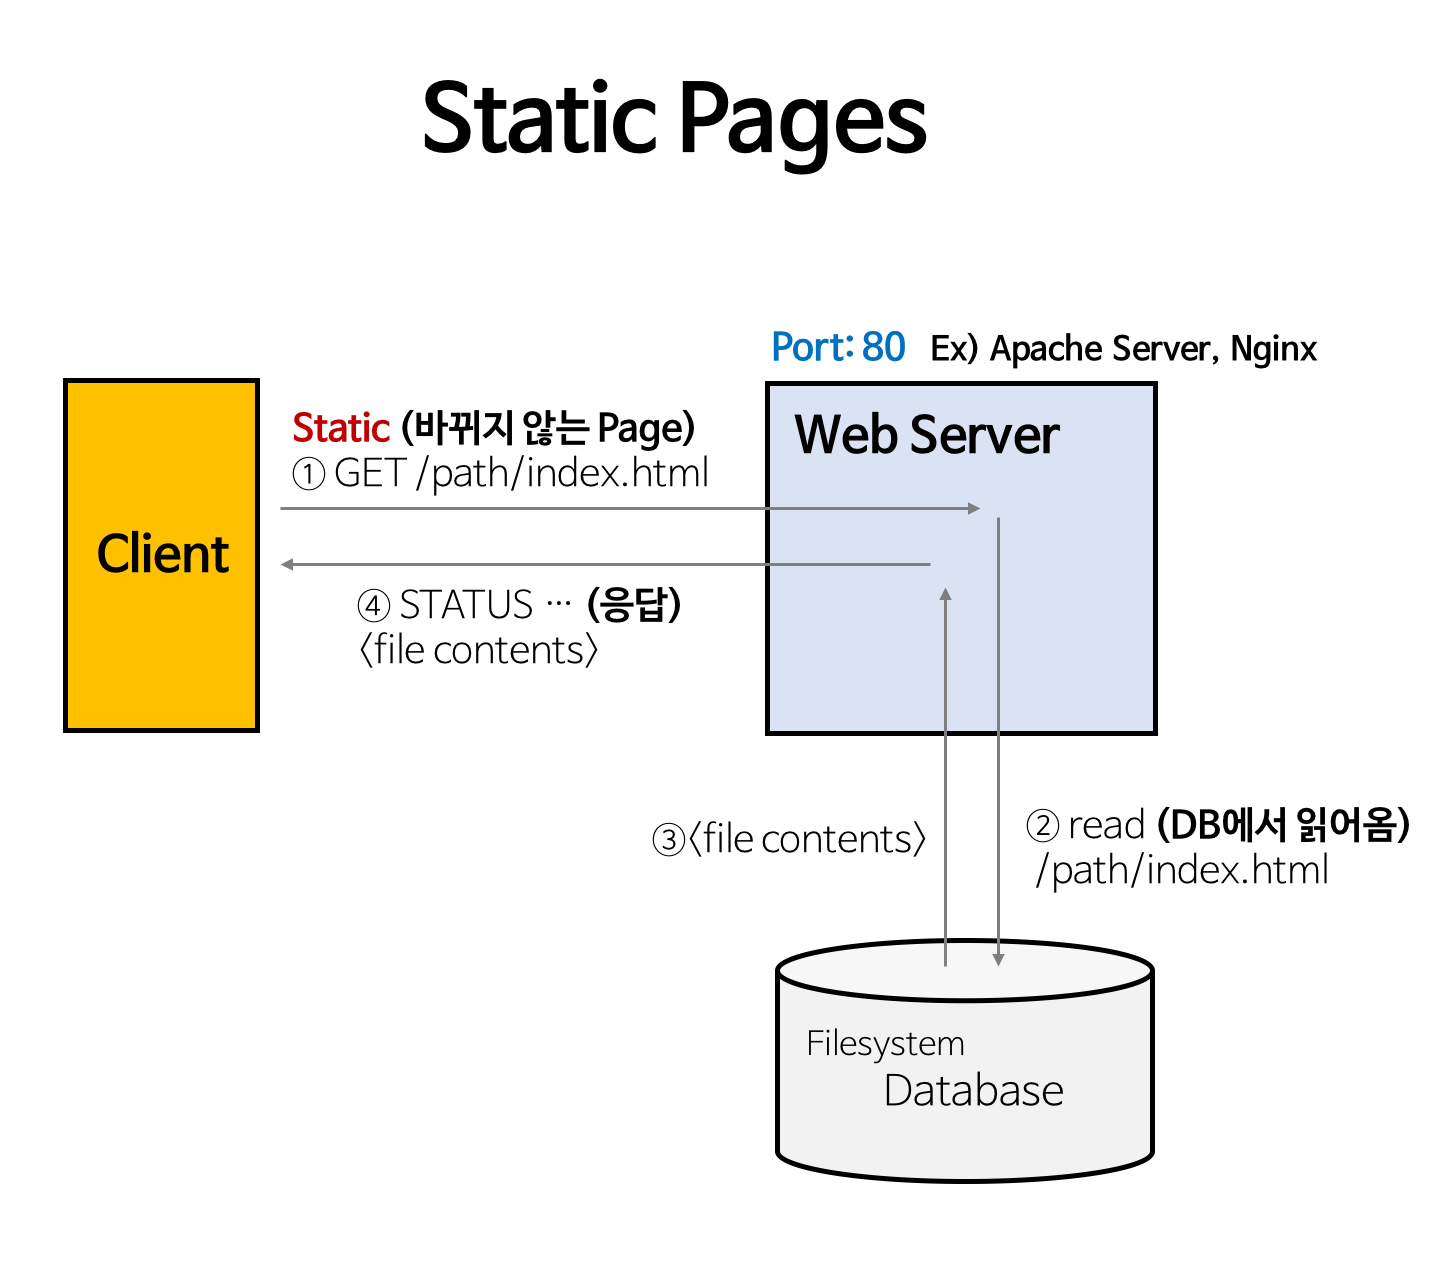 Static Pages
Port: 80 Ex) Apache Server, Nginx
Static (바뀌지 않는 Page)
① GET /path/index.html
Web Server
Client
④ STATUS … (응답)
〈file contents〉
③〈file contents〉
② read (DB에서 읽어옴)
/path/index.html
Filesystem
Database